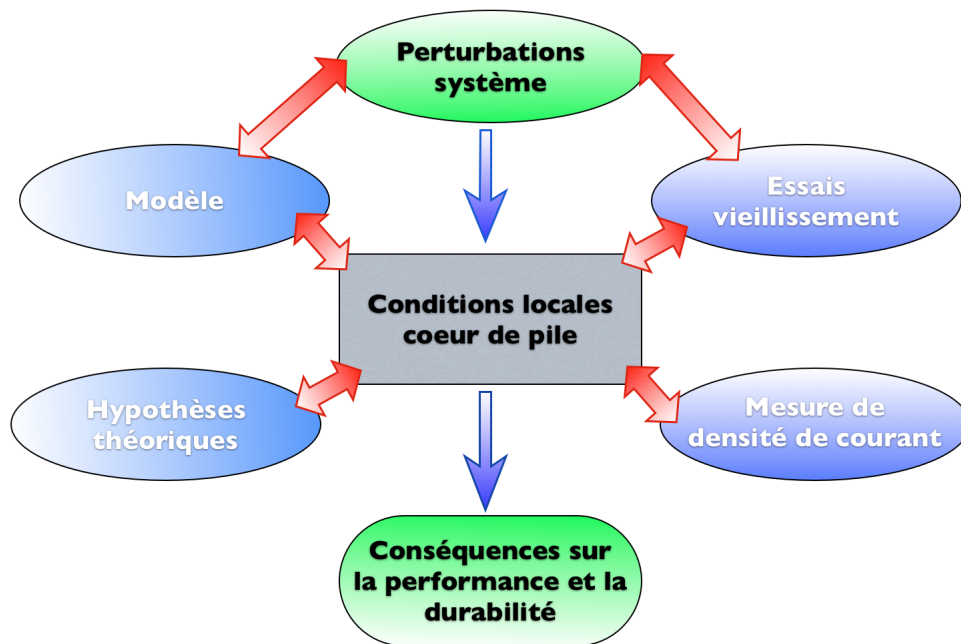 Perturbations
système
Modèle
Essais
vieillissement
Conditions locales
coeur de pile
Hypothèses
théoriques
Mesure de
densité de courant
Conséquences sur
la performance et la
durabilité